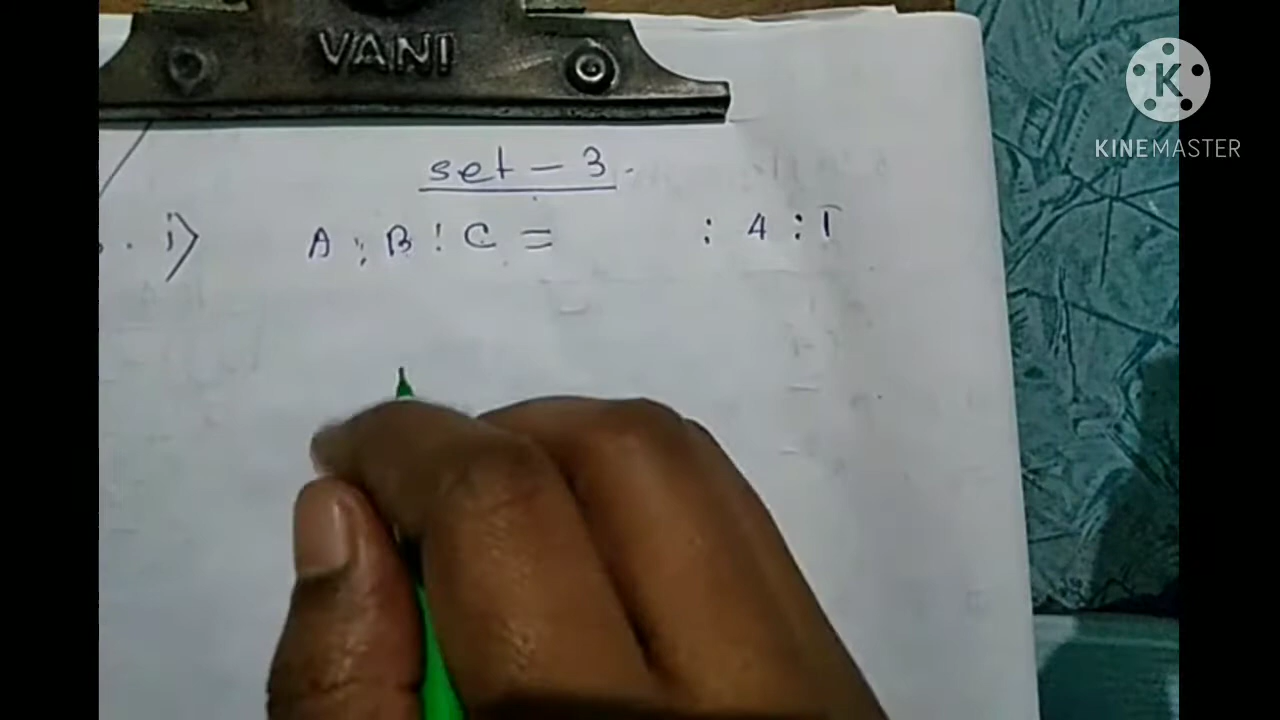 VANI
KINEMASTER
set - 3.
i) A : B : C = : 4 : 1